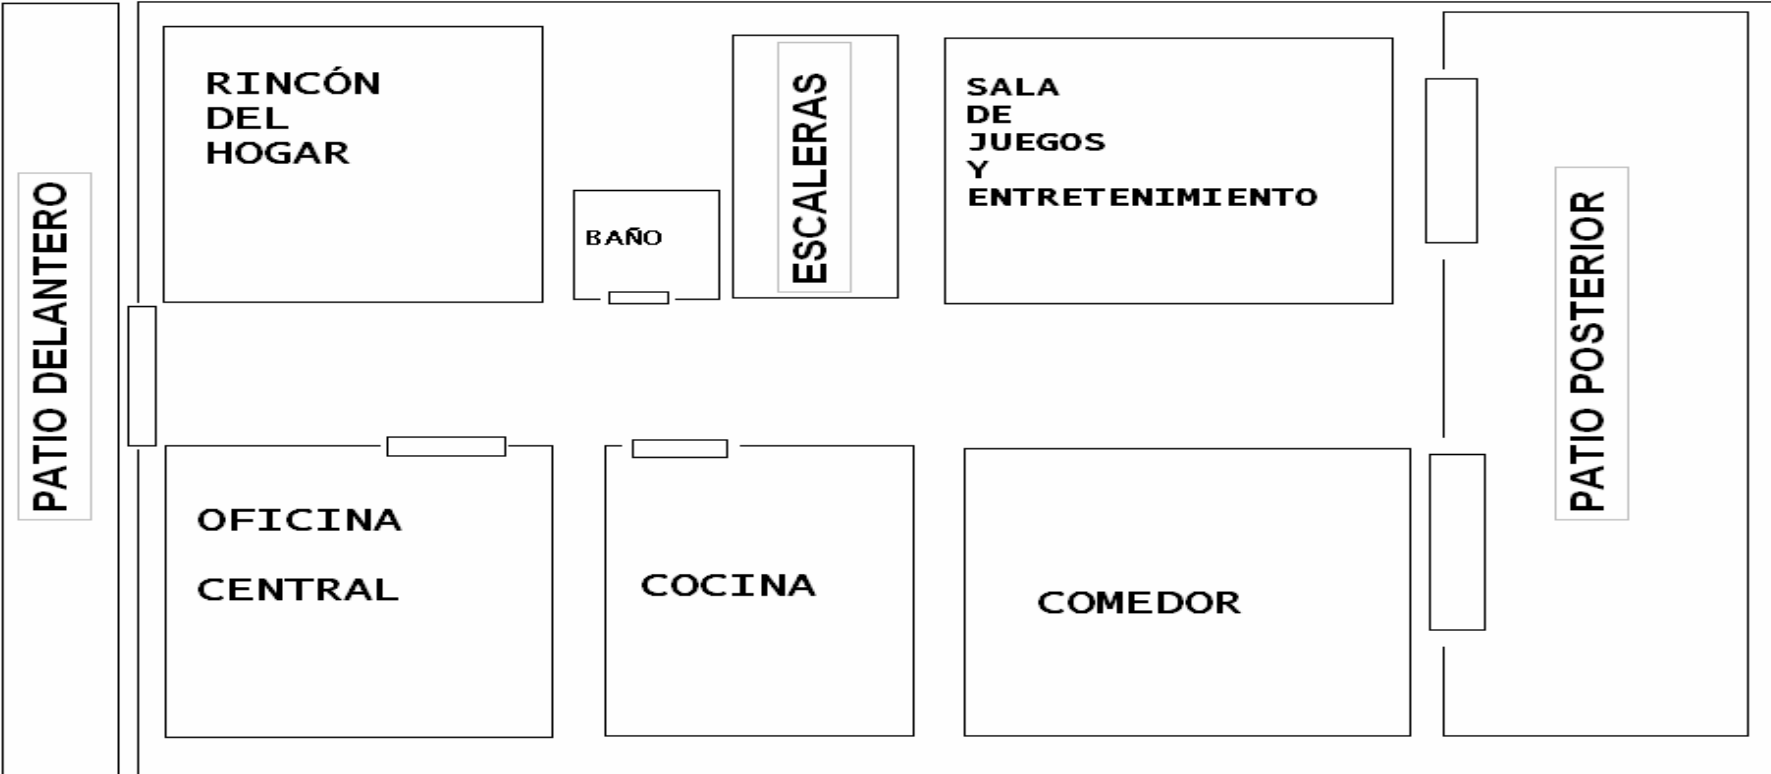 PATIO DELANTERO
RINCÓN
DEL
HOGAR
BAÑO
ESCALERAS
SALA
DE
JUEGOS
Y
ENTRETENIMIENTO
PATIO POSTERIOR
OFICINA
CENTRAL
COCINA
COMEDOR